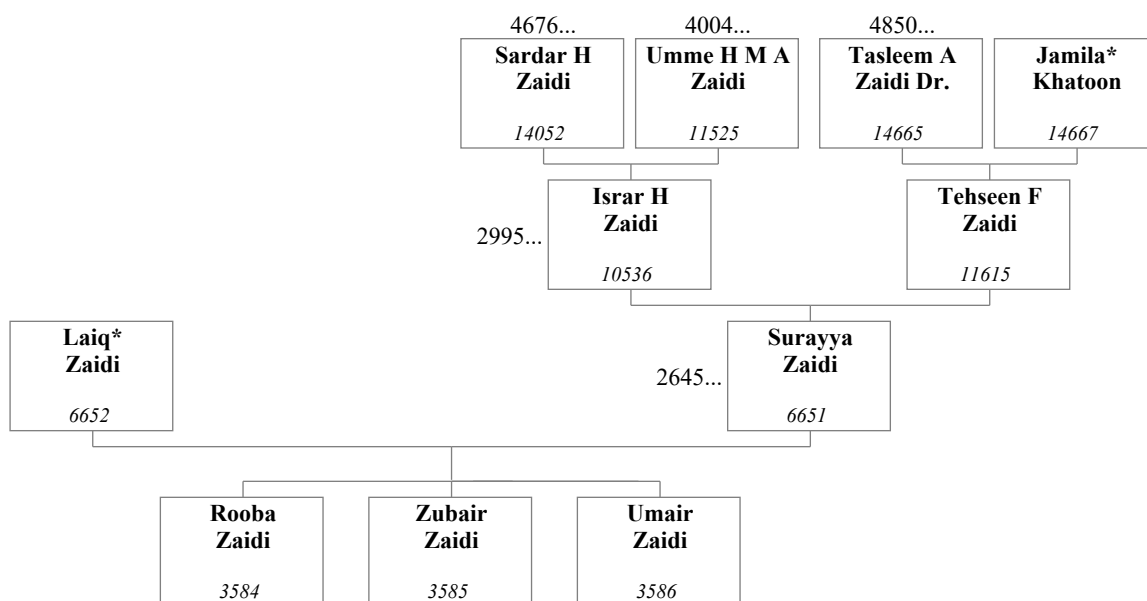 4676...
4004...
4850...
Sardar H
Zaidi
14052
Umme H M A
Zaidi
11525
Tasleem A
Zaidi Dr.
14665
Jamila*
Khatoon
14667
Israr H
Zaidi
10536
2995...
Tehseen F
Zaidi
11615
Laiq*
Zaidi
6652
2645...
Surayya
Zaidi
6651
Rooba
Zaidi
3584
Zubair
Zaidi
3585
Umair
Zaidi
3586